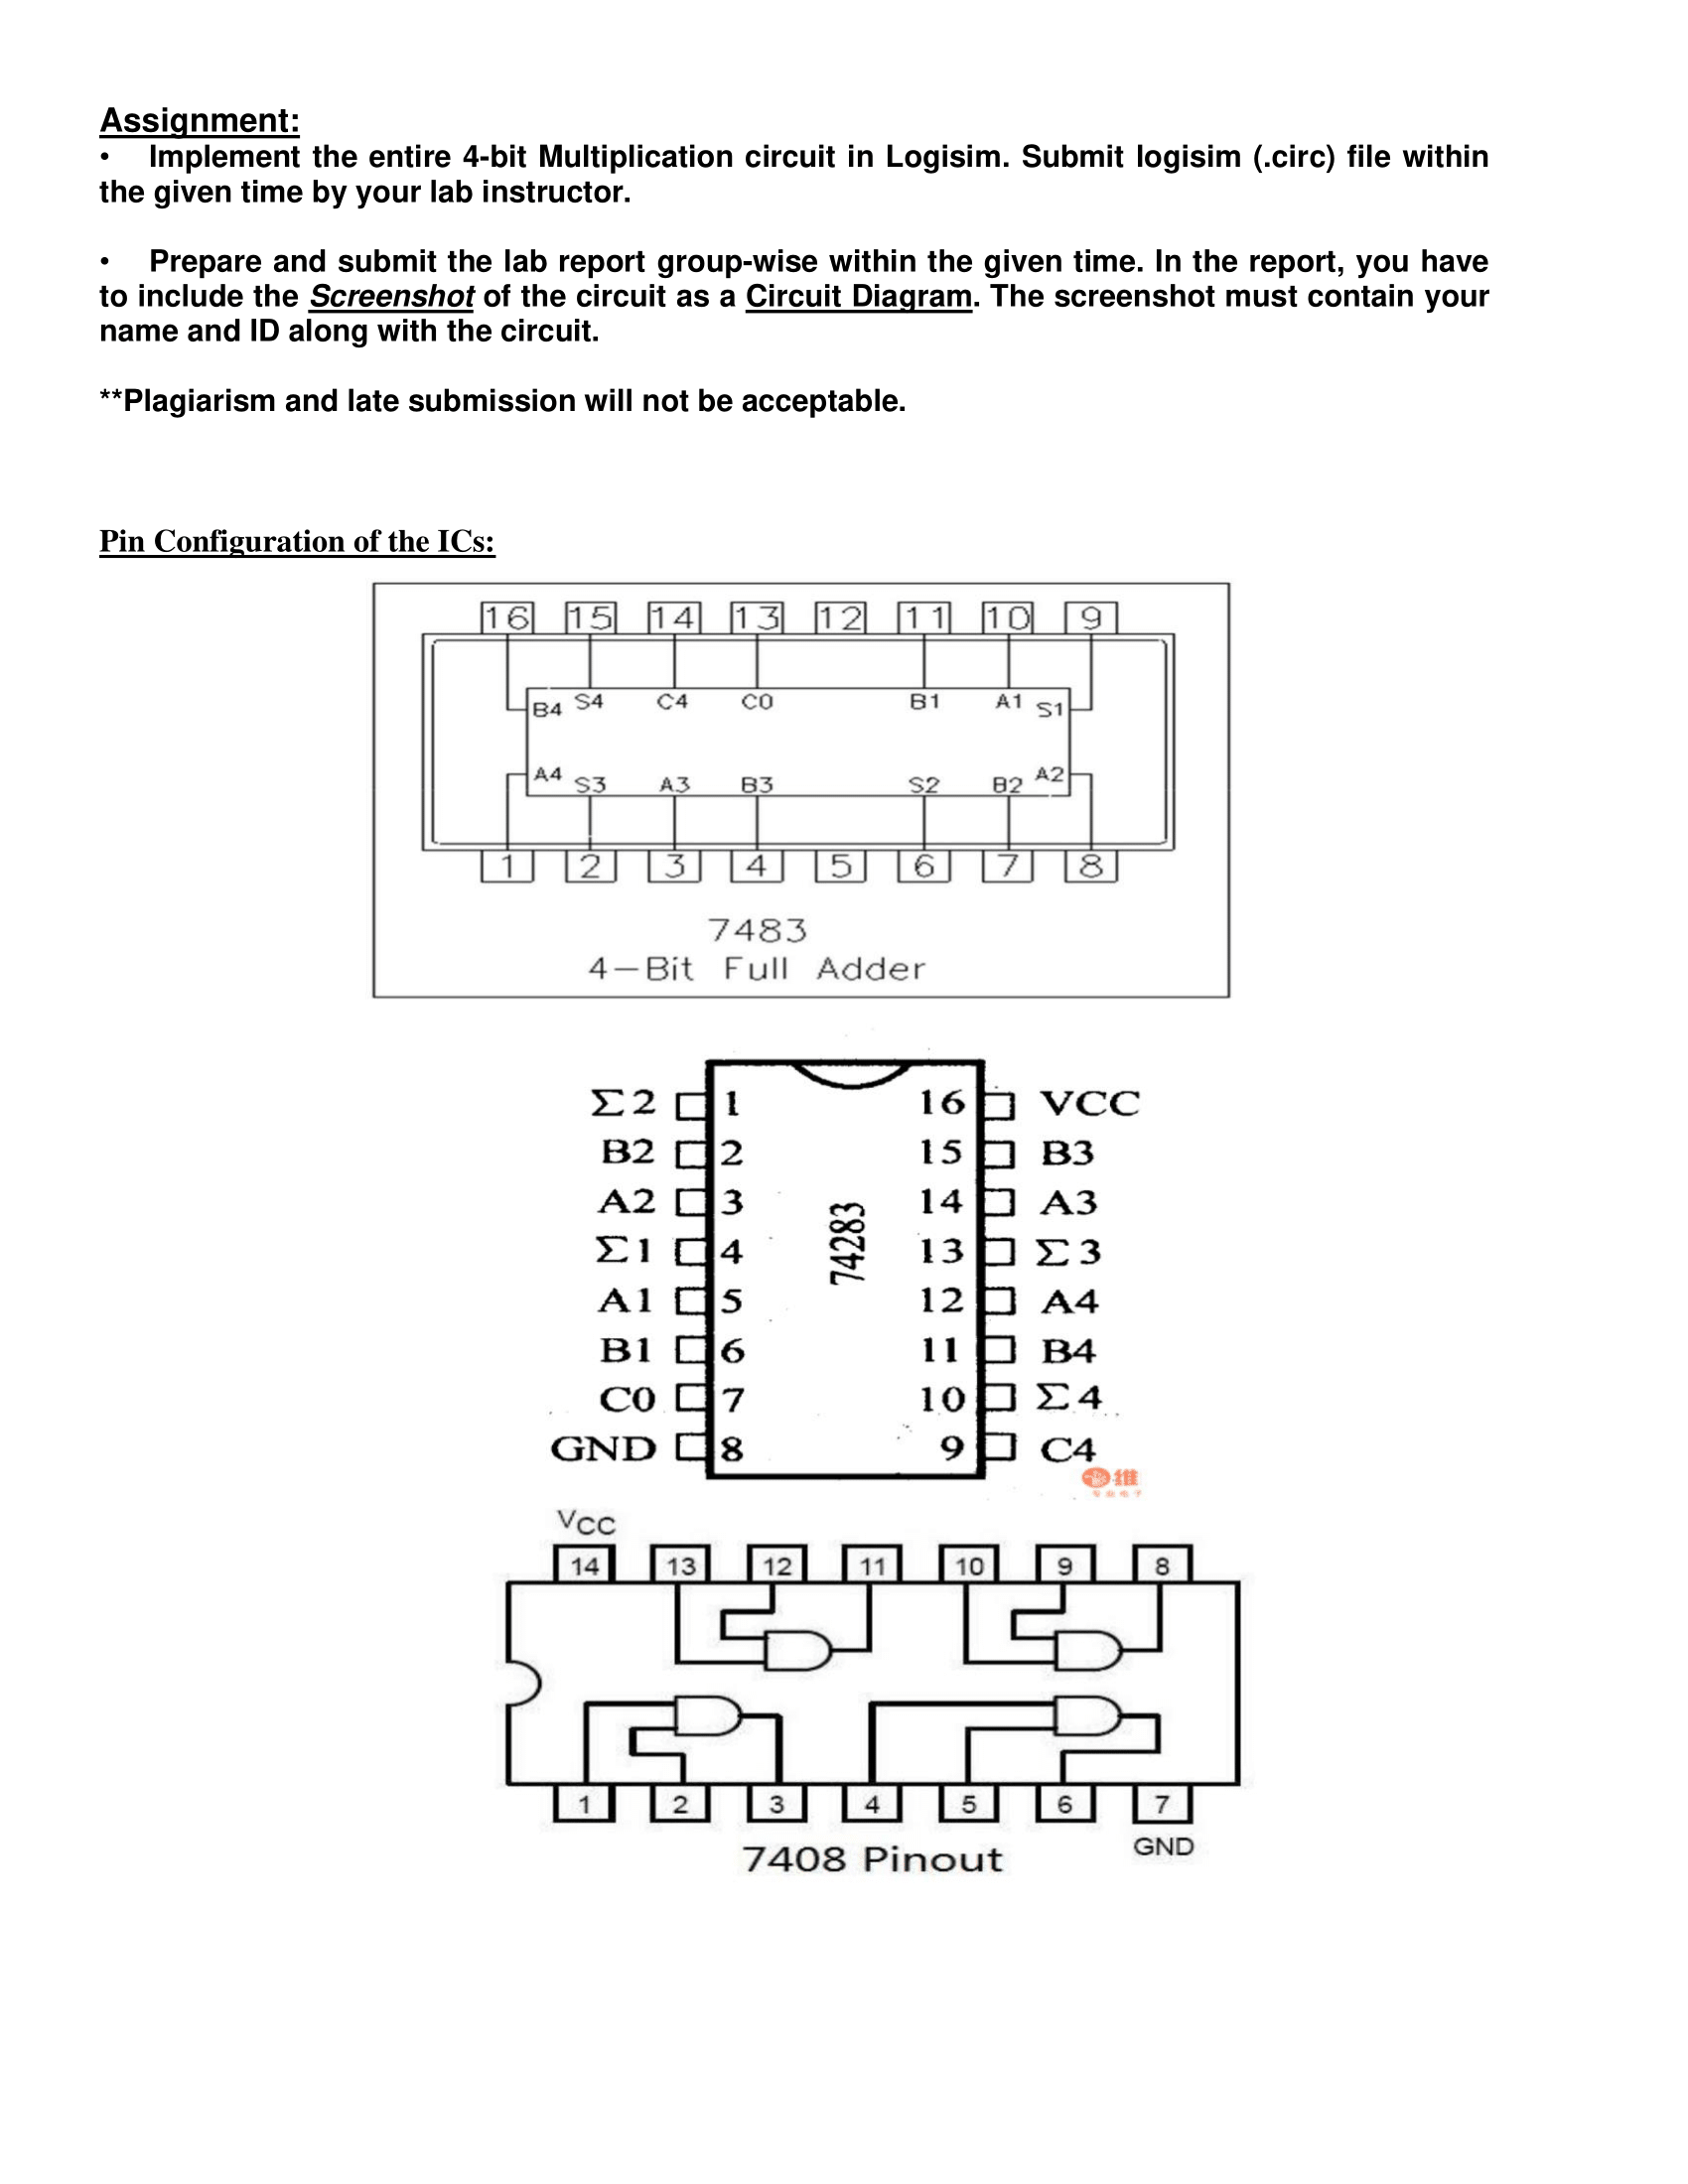 Assignment:
• Implement the entire 4-bit Multiplication circuit in Logisim. Submit logisim (.circ) file within
the given time by your lab instructor.
• Prepare and submit the lab report group-wise within the given time. In the report, you have
to include the Screenshot of the circuit as a Circuit Diagram. The screenshot must contain your
name and ID along with the circuit.
**Plagiarism and late submission will not be acceptable.
Pin Configuration of the ICs:
16 15 14 13 12 11 10 9
B4 S4 C4 C0 B1 A1 S1
A4 S3 A3 B3 S2 B2 A2
1 2 3 4 5 6 7 8
7483
4-Bit Full Adder
Σ2 1 16 VCC
B2 2 15 B3
A2 3 14 A3
Σ1 4 13 Σ3
A1 5 12 A4
B1 6 11 B4
C0 7 10 Σ4
GND 8 9 C4
74283
维
VCC
14 13 12 11 10 9 8
1 2 3 4 5 6 7
GND
7408 Pinout